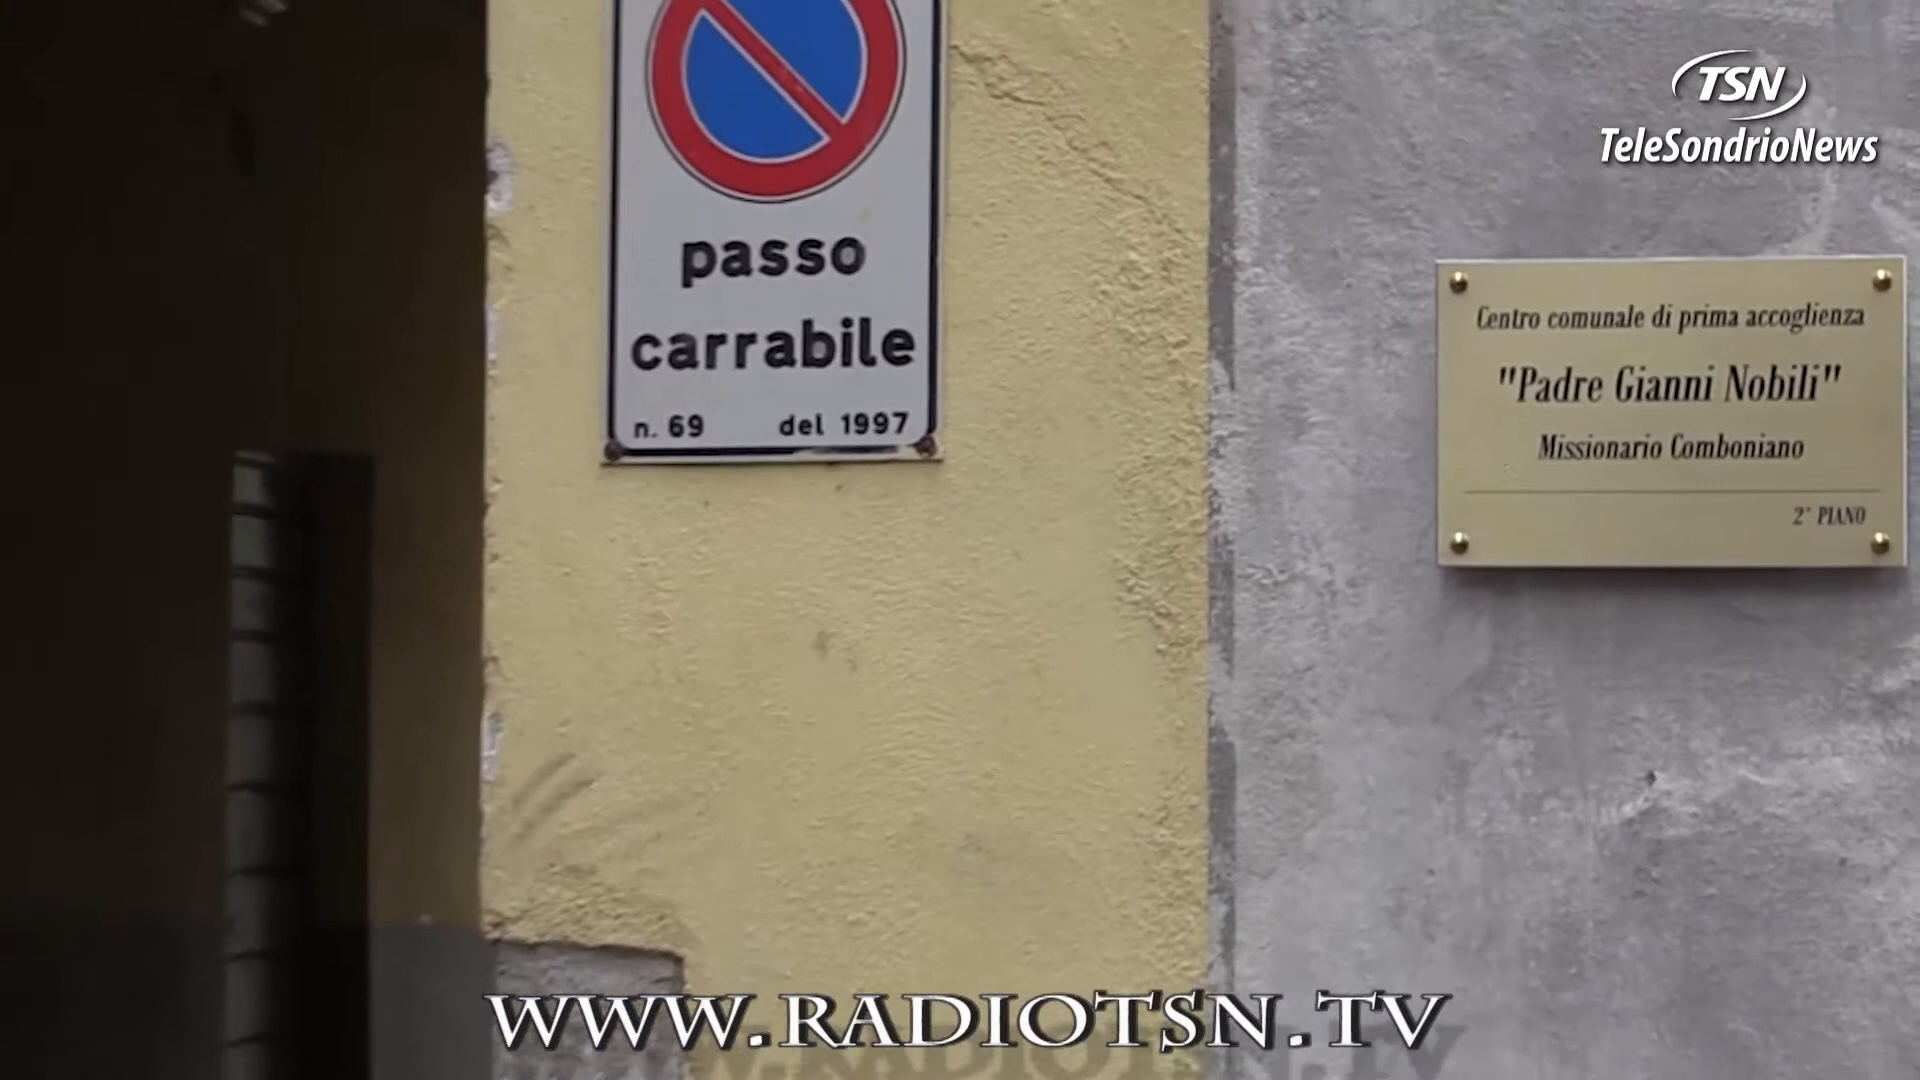 TSN
TeleSondrioNews
passo
carrabile
n. 69 del 1997
Centro comunale di prima accoglienza
"Padre Gianni Nobili"
Missionario Comboniano
2° PIANO
WWW.RADIOTSN.TV